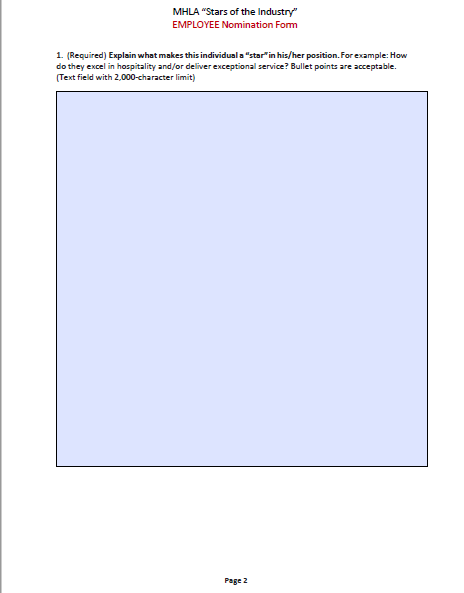 MHLA “Stars of the Industry”
EMPLOYEE Nomination Form
1. (Required) Explain what makes this individual a “star” in his/her position. For example: How
do they excel in hospitality and/or deliver exceptional service? Bullet points are acceptable.
(Text field with 2,000-character limit)
Page 2